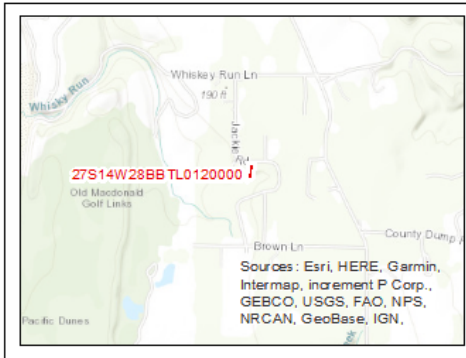 Whiskey Run Ln
190 ft
Whisky Run
Jackie Rd
27S14W28BBTL0120000
Old Macdonald
Golf Links
County Dump
Brown Ln
Sources: Esri, HERE, Garmin,
Intermap, increment P Corp.,
GEBCO, USGS, FAO, NPS,
NRCAN, GeoBase, IGN,
Pacific Dunes